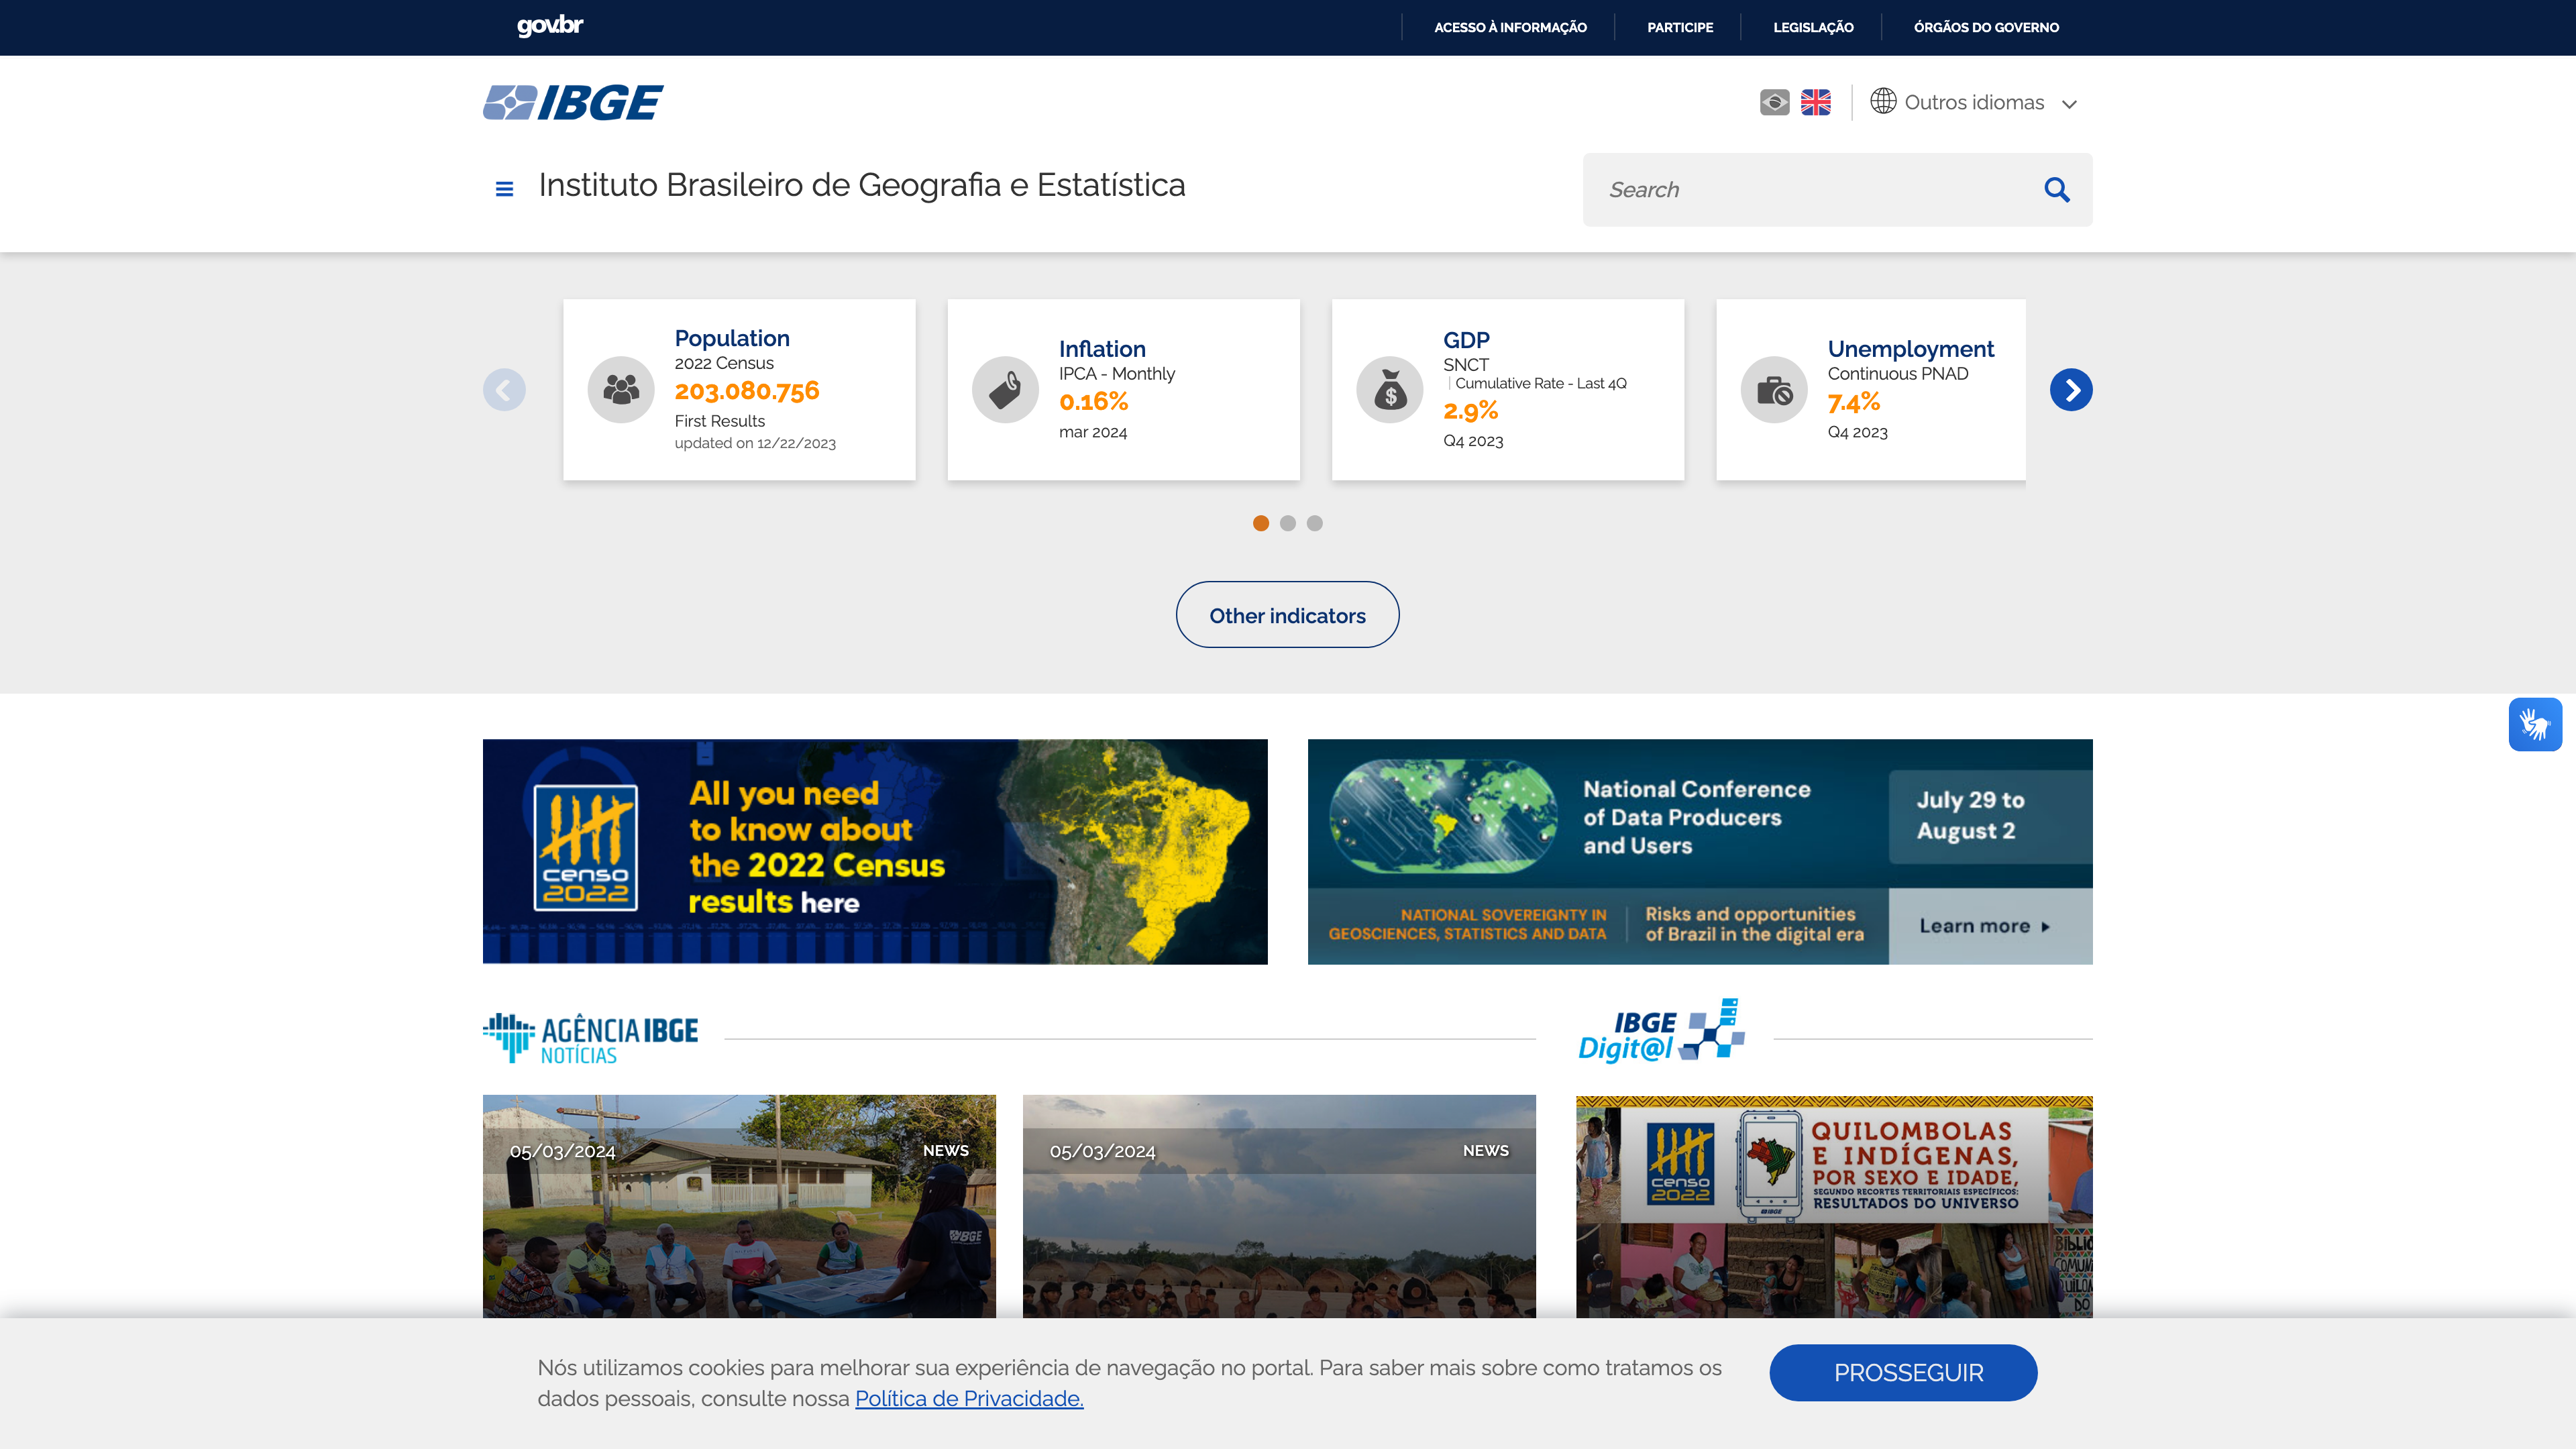 gov.br
ACESSO À INFORMAÇÃO
PARTICIPE
LEGISLAÇÃO
ÓRGÃOS DO GOVERNO
IBGE
Outros idiomas
Instituto Brasileiro de Geografia e Estatística
Search
Population
2022 Census
203.080.756
First Results
updated on 12/22/2023
Inflation
IPCA - Monthly
0.16%
mar 2024
GDP
SNCT
Cumulative Rate - Last 4Q
2.9%
Q4 2023
Unemployment
Continuous PNAD
7.4%
Q4 2023
Other indicators
censo
2022
All you need
to know about
the 2022 Census
results here
National Conference
of Data Producers
and Users
July 29 to
August 2
NATIONAL SOVEREIGNTY IN
GEOSCIENCES, STATISTICS AND DATA
Risks and opportunities
of Brazil in the digital era
Learn more
AGÊNCIA IBGE
NOTÍCIAS
IBGE
Digit@l
05/03/2024
NEWS
IBGE
05/03/2024
NEWS
censo
2022
IBGE
QUILOMBOLAS
E INDÍGENAS,
POR SEXO E IDADE,
SEGUNDO RECORTES TERRITORIAIS ESPECÍFICOS:
RESULTADOS DO UNIVERSO
Nós utilizamos cookies para melhorar sua experiência de navegação no portal. Para saber mais sobre como tratamos os
dados pessoais, consulte nossa Política de Privacidade.
PROSSEGUIR